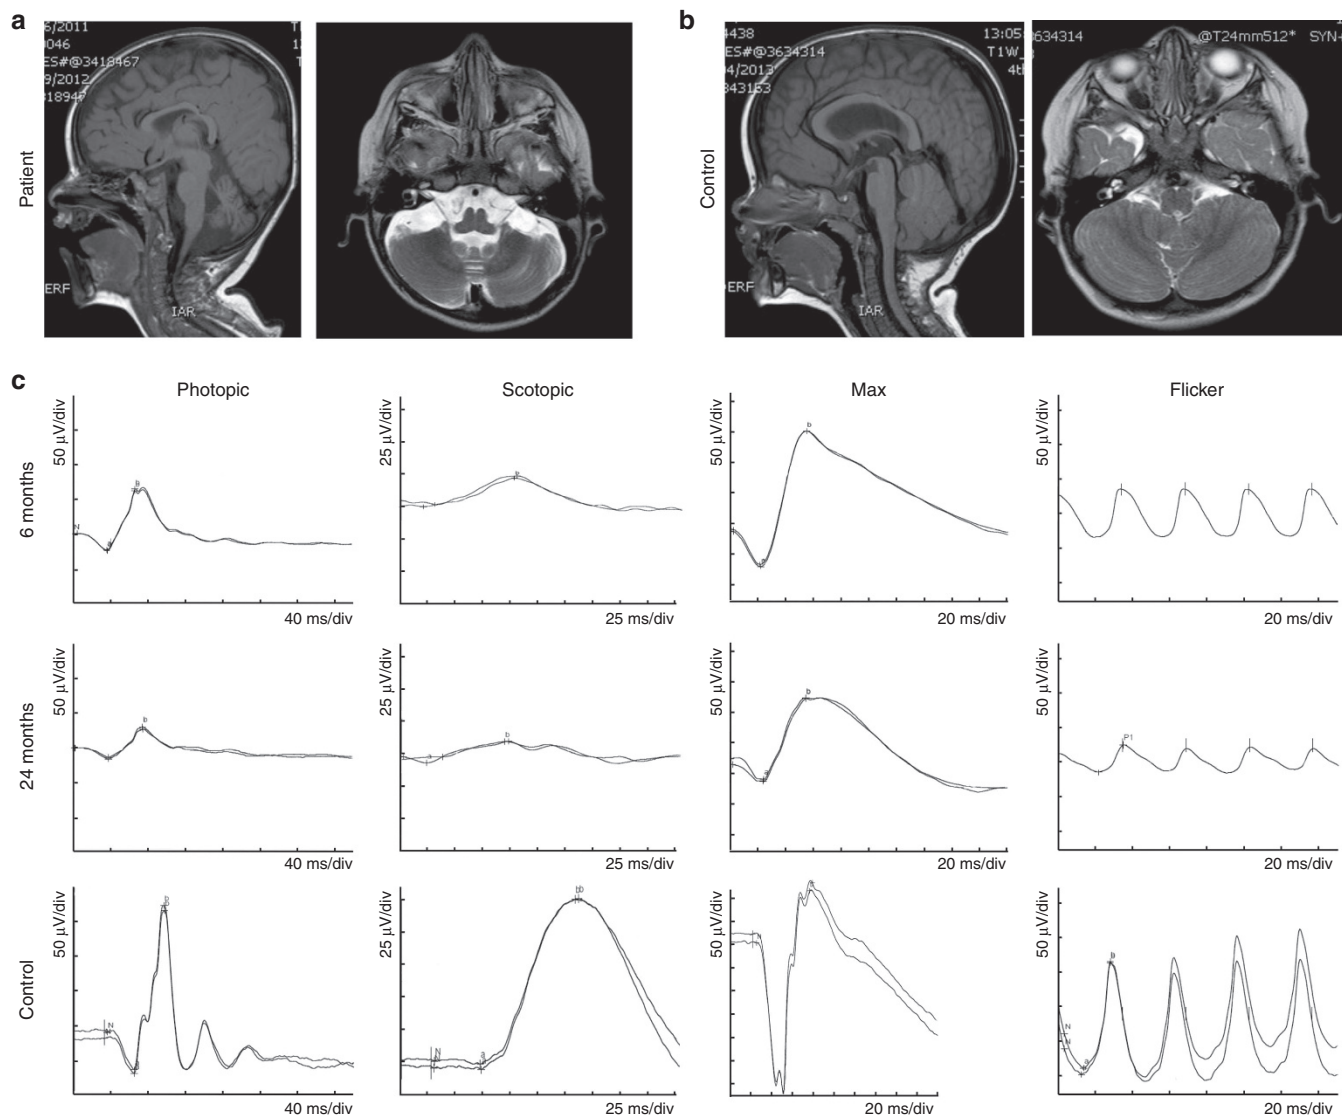 a
b
Patient
6/2011
0046
ES#@3418467
9/2012
ERF
IAR
Control
4438
ES#@3634314
04/2013
843163
13:05
T1W_
4th
ERF
IAR
3634314
@T24mm512* SYN
c
Photopic
Scotopic
Max
Flicker
6 months
50 µV/div
25 µV/div
50 µV/div
50 µV/div
N
a
b
b
a
b
40 ms/div
25 ms/div
20 ms/div
20 ms/div
24 months
50 µV/div
25 µV/div
50 µV/div
50 µV/div
b
a
b
a
b
P1
40 ms/div
25 ms/div
20 ms/div
20 ms/div
Control
50 µV/div
25 µV/div
50 µV/div
50 µV/div
N
b
N
a
b
N
a
40 ms/div
25 ms/div
20 ms/div
20 ms/div